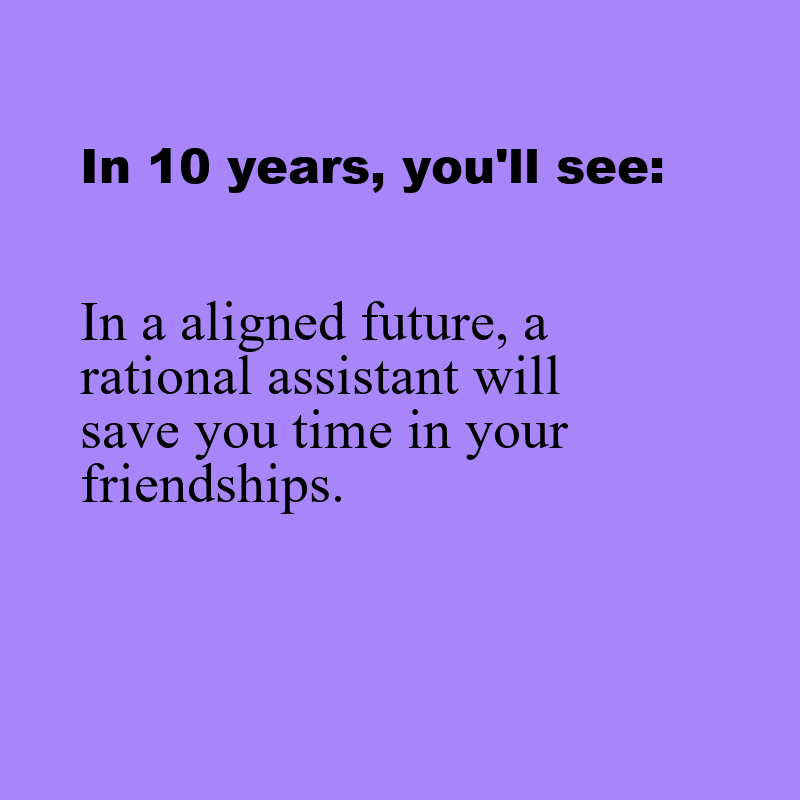 In 10 years, you'll see:
In a aligned future, a
rational assistant will
save you time in your
friendships.